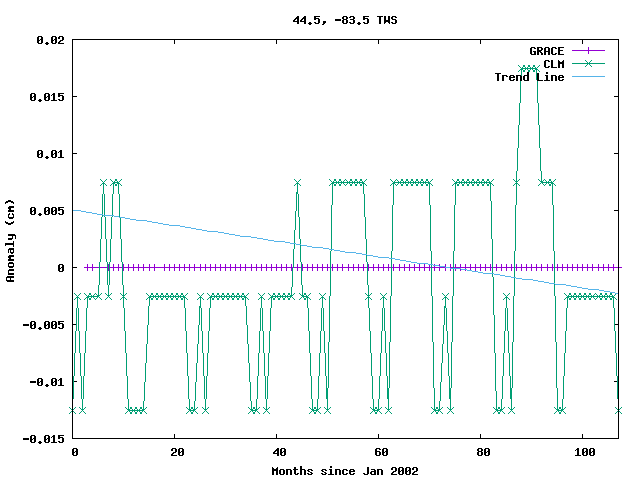 44.5, -83.5 TWS
GRACE
CLM
Trend Line
0.02
0.015
0.01
0.005
0
-0.005
-0.01
-0.015
Anomaly (cm)
0 20 40 60 80 100
Months since Jan 2002